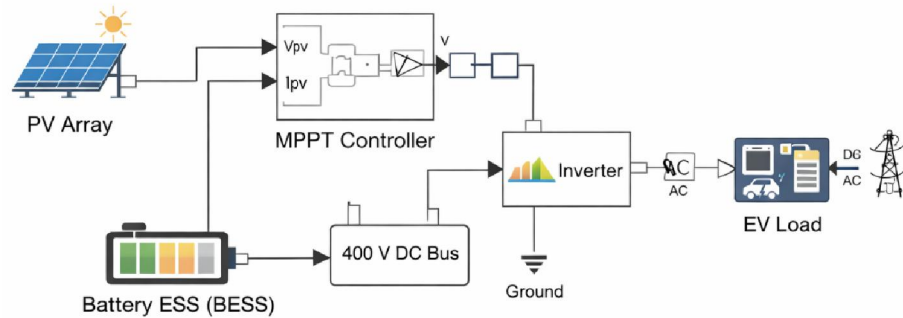 Vpv
Ipv
V
PV Array
MPPT Controller
Inverter
AC
AC
DC
AC
EV Load
400 V DC Bus
Ground
Battery ESS (BESS)